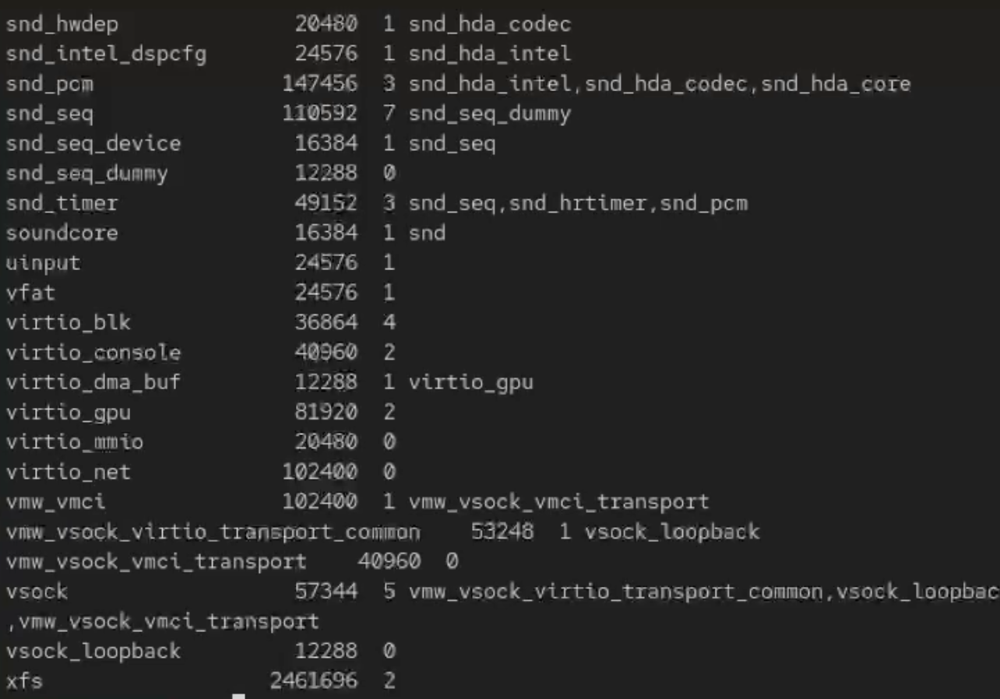 snd_hwdep              20480  1 snd_hda_codec
snd_intel_dspcfg       24576  1 snd_hda_intel
snd_pcm               147456  3 snd_hda_intel,snd_hda_codec,snd_hda_core
snd_seq               110592  7 snd_seq_dummy
snd_seq_device         16384  1 snd_seq
snd_seq_dummy          12288  0
snd_timer              49152  3 snd_seq,snd_hrtimer,snd_pcm
soundcore              16384  1 snd
uinput                 24576  1
vfat                   24576  1
virtio_blk             36864  4
virtio_console         40960  2
virtio_dma_buf         12288  1 virtio_gpu
virtio_gpu             81920  2
virtio_mmio            20480  0
virtio_net            102400  0
vmw_vmci              102400  1 vmw_vsock_vmci_transport
vmw_vsock_virtio_transport_common    53248  1 vsock_loopback
vmw_vsock_vmci_transport    40960  0
vsock                  57344  5 vmw_vsock_virtio_transport_common,vsock_loopbac
,vmw_vsock_vmci_transport
vsock_loopback         12288  0
xfs                  2461696  2